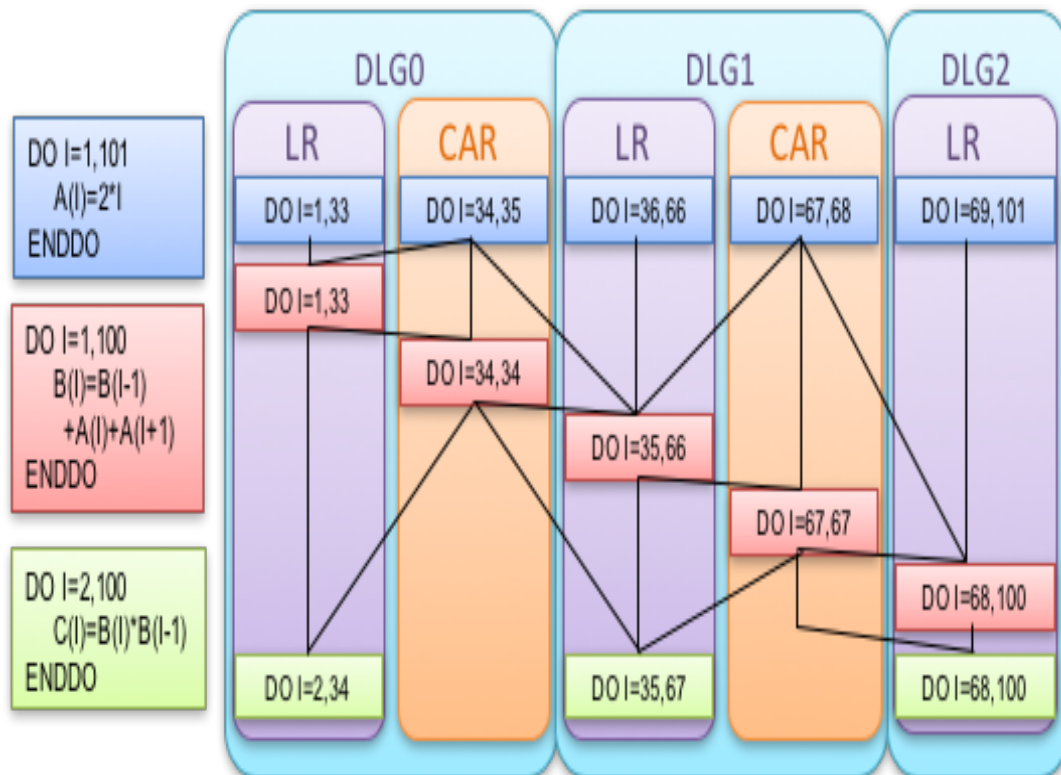 DLG0 DLG1 DLG2
LR CAR LR CAR LR
DO I=1,101
A(I)=2*I
ENDDO
DO I=1,33 DO I=34,35 DO I=36,66 DO I=67,68 DO I=69,101
DO I=1,100
B(I)=B(I-1)
+A(I)+A(I+1)
ENDDO
DO I=1,33
DO I=34,34
DO I=35,66
DO I=67,67
DO I=68,100
DO I=2,100
C(I)=B(I)*B(I-1)
ENDDO
DO I=2,34 DO I=35,67 DO I=68,100